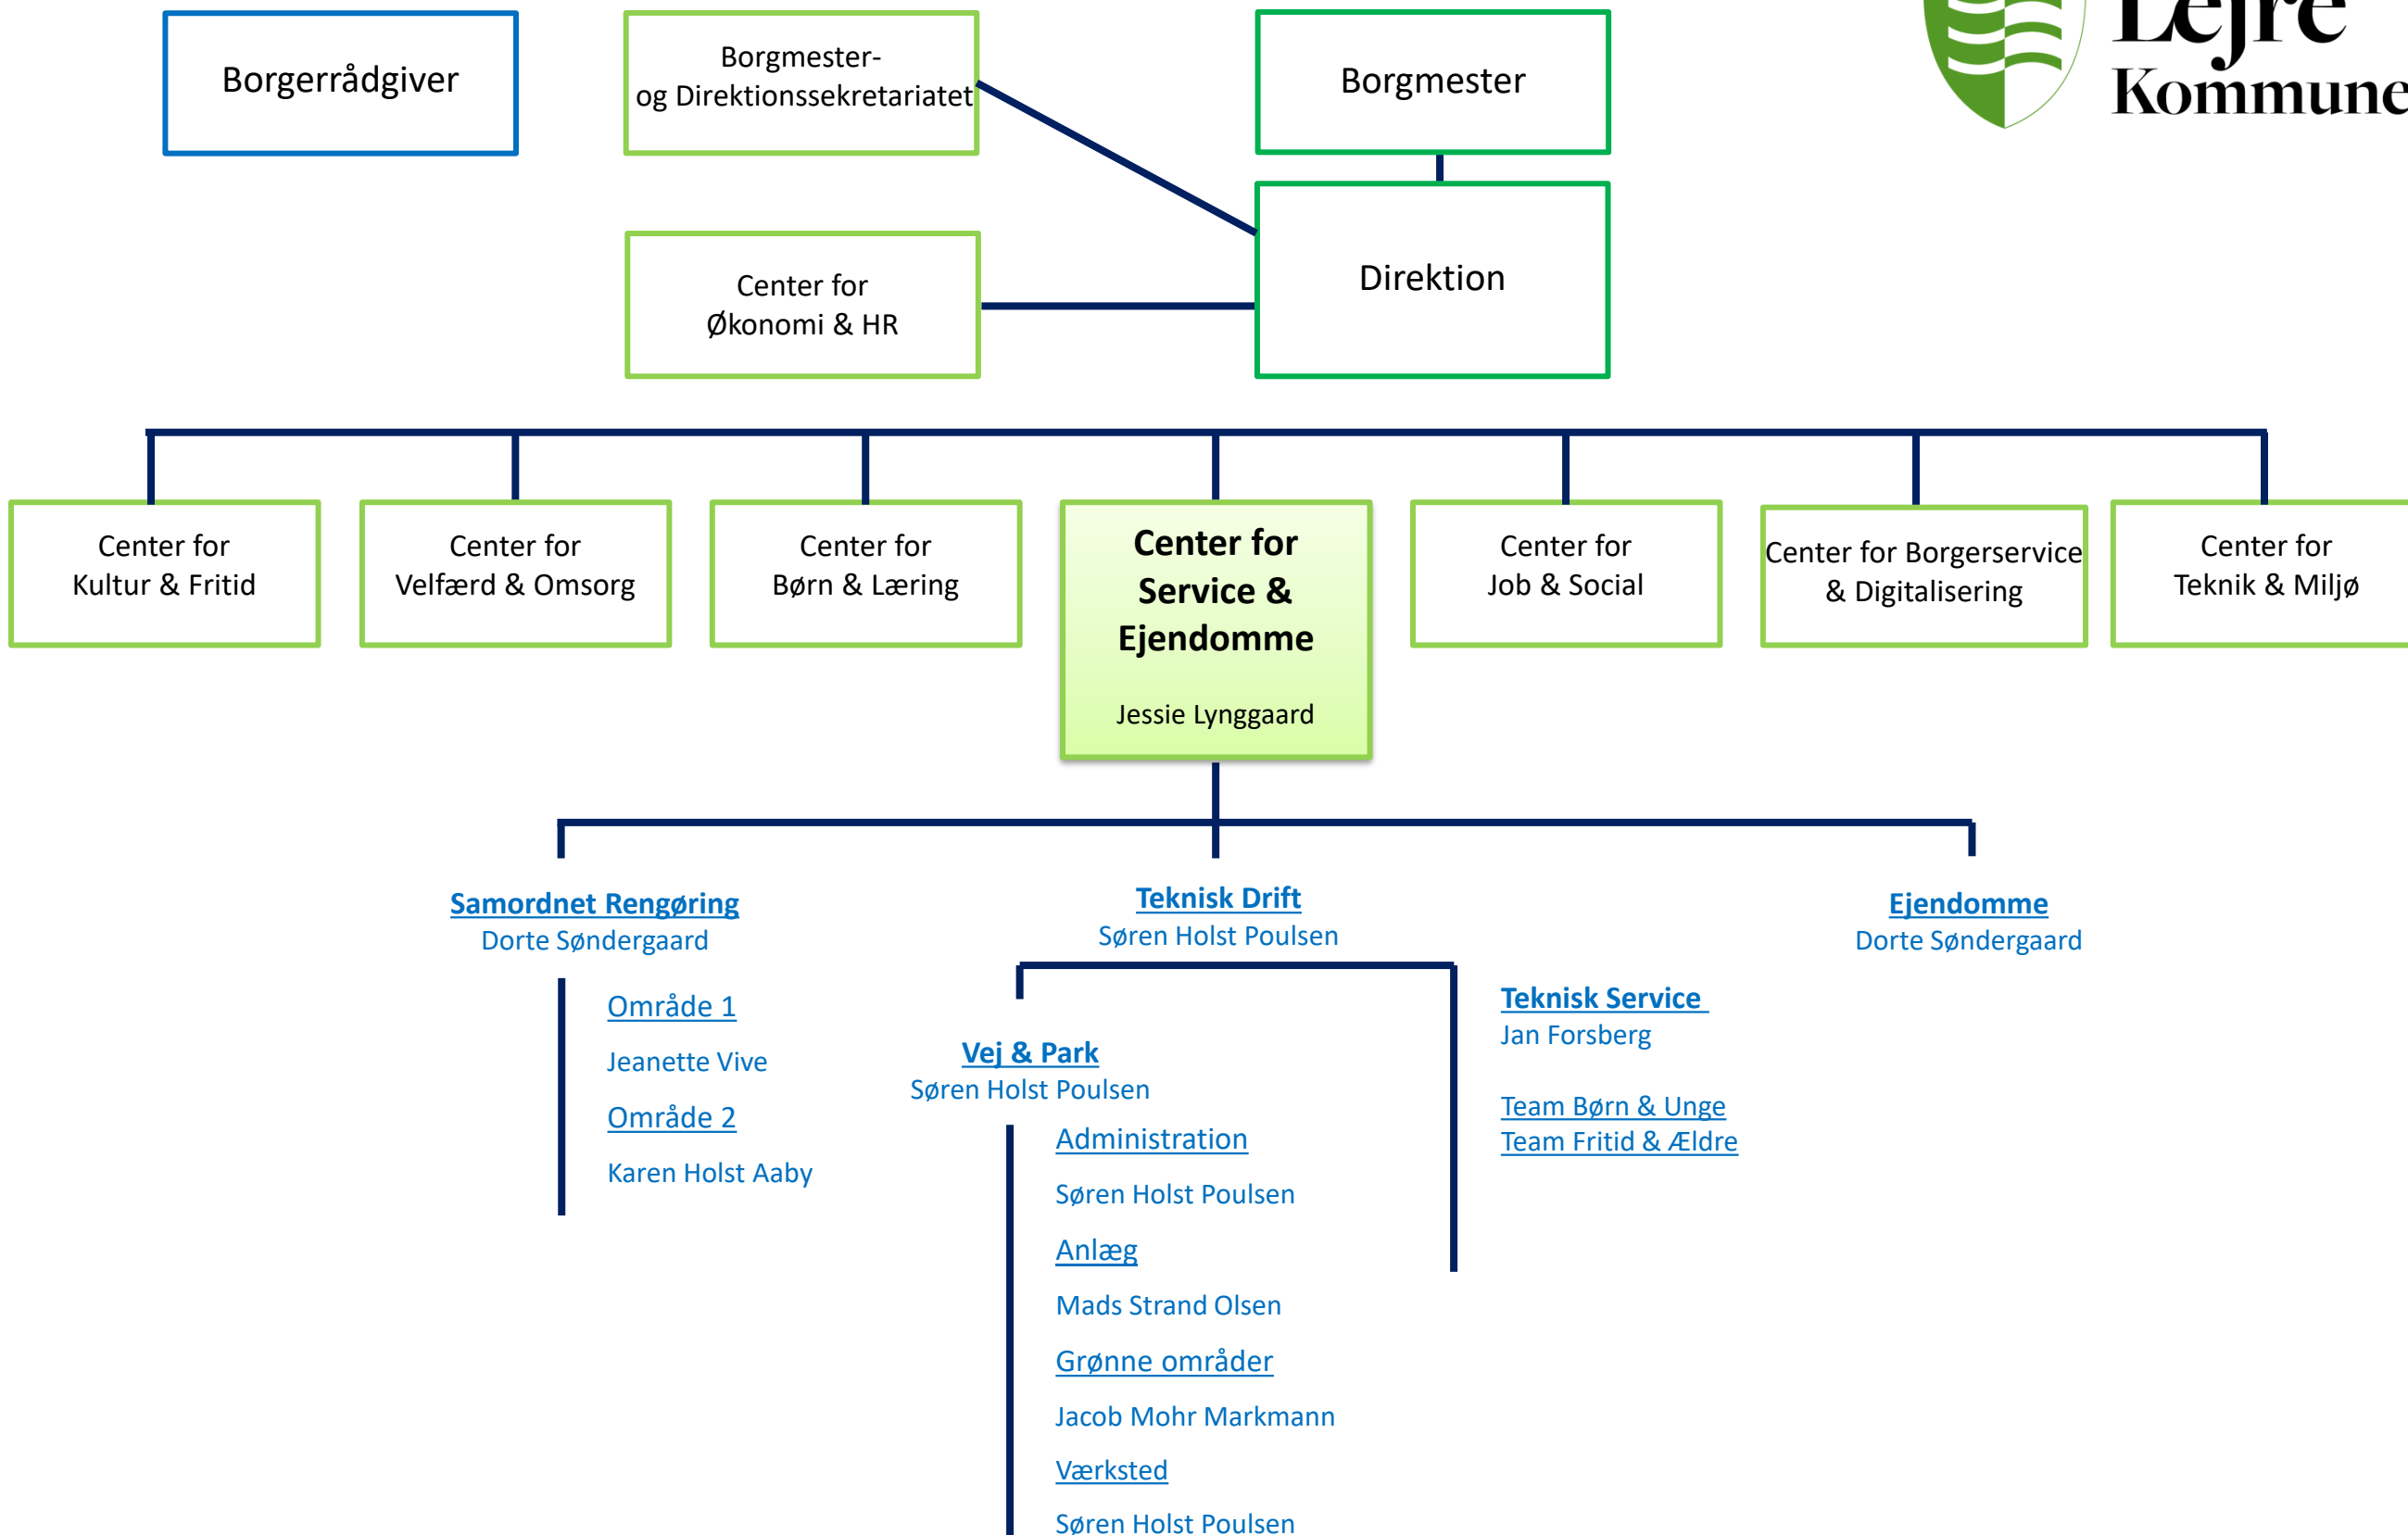 Borgerrådgiver
Borgmester-
og Direktionssekretariatet
Borgmester
Lejre
Kommune
Center for
Økonomi & HR
Direktion
Center for
Kultur & Fritid
Center for
Velfærd & Omsorg
Center for
Børn & Læring
Center for
Service &
Ejendomme
Jessie Lynggaard
Center for
Job & Social
Center for Borgerservice
& Digitalisering
Center for
Teknik & Miljø
Samordnet Rengøring
Dorte Søndergaard
Område 1
Jeanette Vive
Område 2
Karen Holst Aaby
Teknisk Drift
Søren Holst Poulsen
Vej & Park
Søren Holst Poulsen
Administration
Søren Holst Poulsen
Anlæg
Mads Strand Olsen
Grønne områder
Jacob Mohr Markmann
Værksted
Søren Holst Poulsen
Teknisk Service
Jan Forsberg
Team Børn & Unge
Team Fritid & Ældre
Ejendomme
Dorte Søndergaard